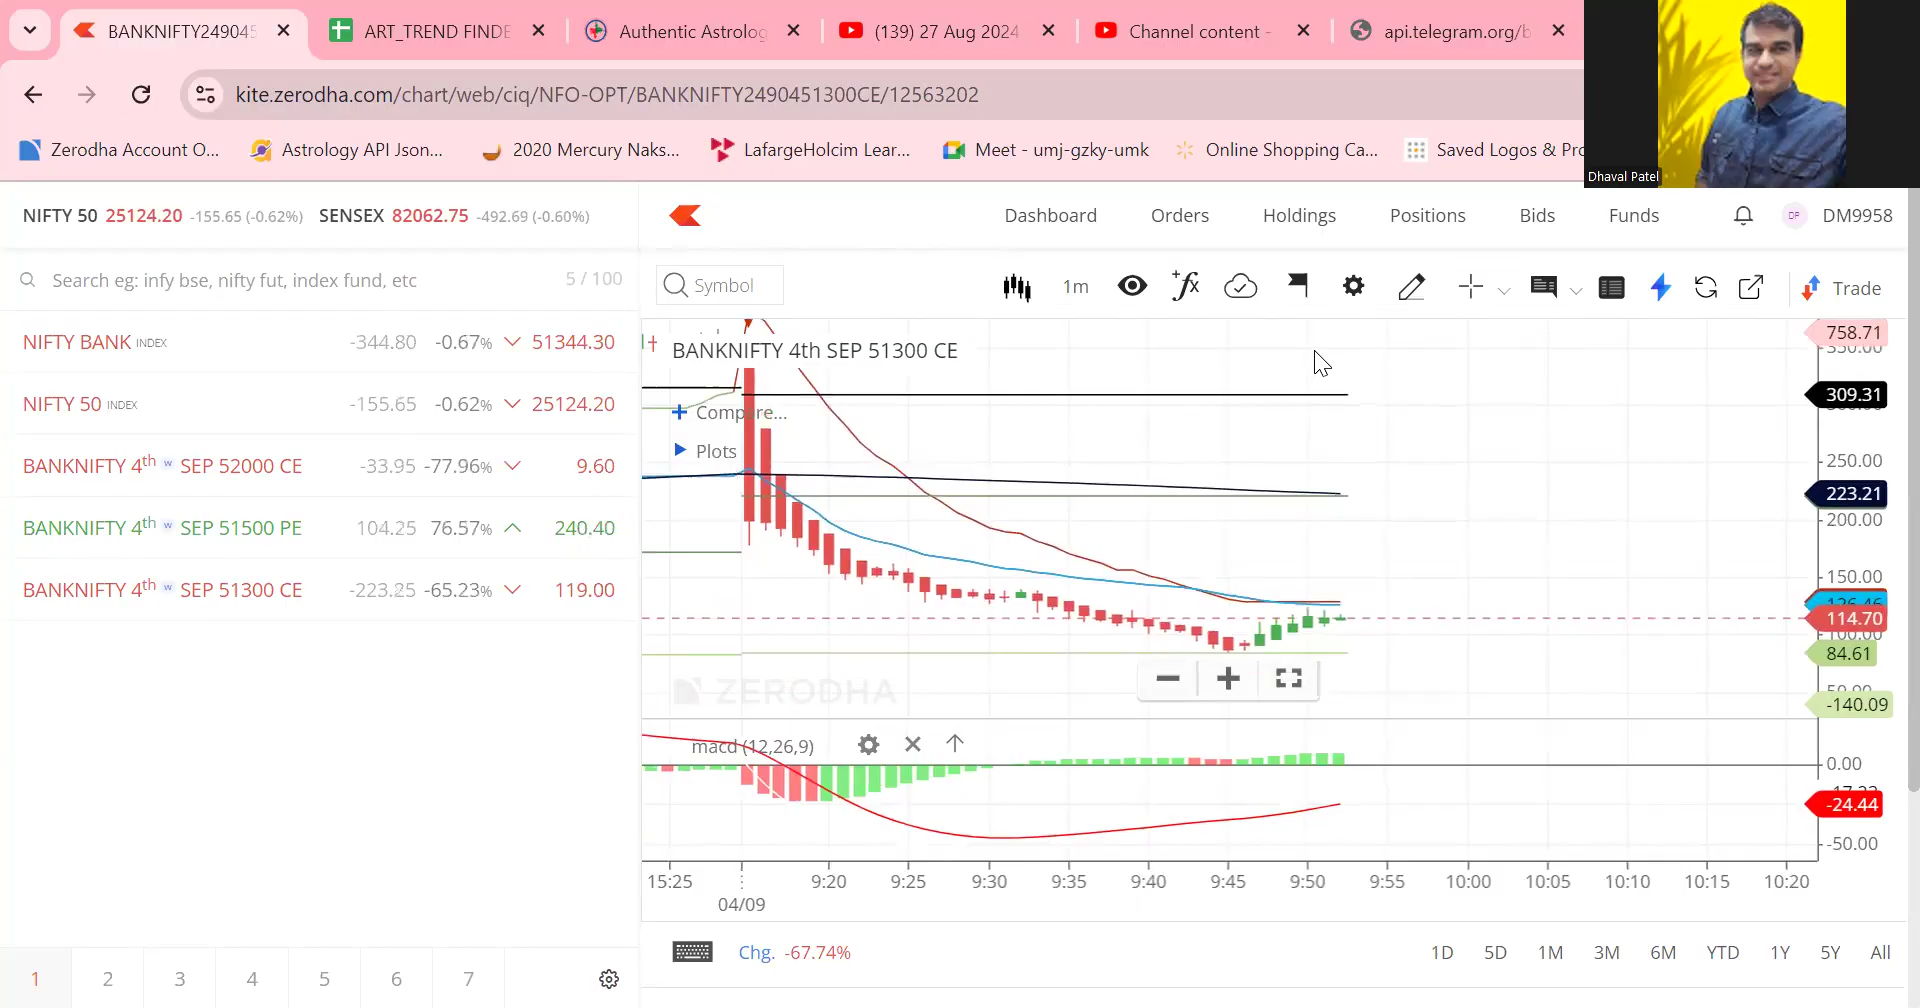 BANKNIFTY24904
ART_TREND FINDE
Authentic Astrolog
(139) 27 Aug 2024
Channel content -
api.telegram.org/b
kite.zerodha.com/chart/web/ciq/NFO-OPT/BANKNIFTY2490451300CE/12563202
Zerodha Account O...
Astrology API Json....
2020 Mercury Naks...
LafargeHolcim Lear...
Meet - umj-gzky-umk
Online Shopping Ca...
Saved Logos & Pro
Dhaval Patel
NIFTY 50 25124.20 -155.65 (-0.62%) SENSEX 82062.75 -492.69 (-0.60%)
Dashboard Orders Holdings Positions Bids Funds DP DM9958
Search eg: infy bse, nifty fut, index fund, etc 5 / 100
Symbol 1m Trade
NIFTY BANK INDEX -344.80 -0.67% 51344.30
NIFTY 50 INDEX -155.65 -0.62% 25124.20
BANKNIFTY 4th w SEP 52000 CE -33.95 -77.96% 9.60
BANKNIFTY 4th w SEP 51500 PE 104.25 76.57% 240.40
BANKNIFTY 4th w SEP 51300 CE -223.25 -65.23% 119.00
BANKNIFTY 4th SEP 51300 CE
Compare...
Plots
758.71
350.00
309.31
250.00
223.21
200.00
150.00
126.46
114.70
100.00
84.61
50.00
-140.09
ZERODHA
macd (12,26,9)
0.00
-24.44
-50.00
15:25 9:20 9:25 9:30 9:35 9:40 9:45 9:50 9:55 10:00 10:05 10:10 10:15 10:20
04/09
Chg. -67.74%
1D 5D 1M 3M 6M YTD 1Y 5Y All
1 2 3 4 5 6 7